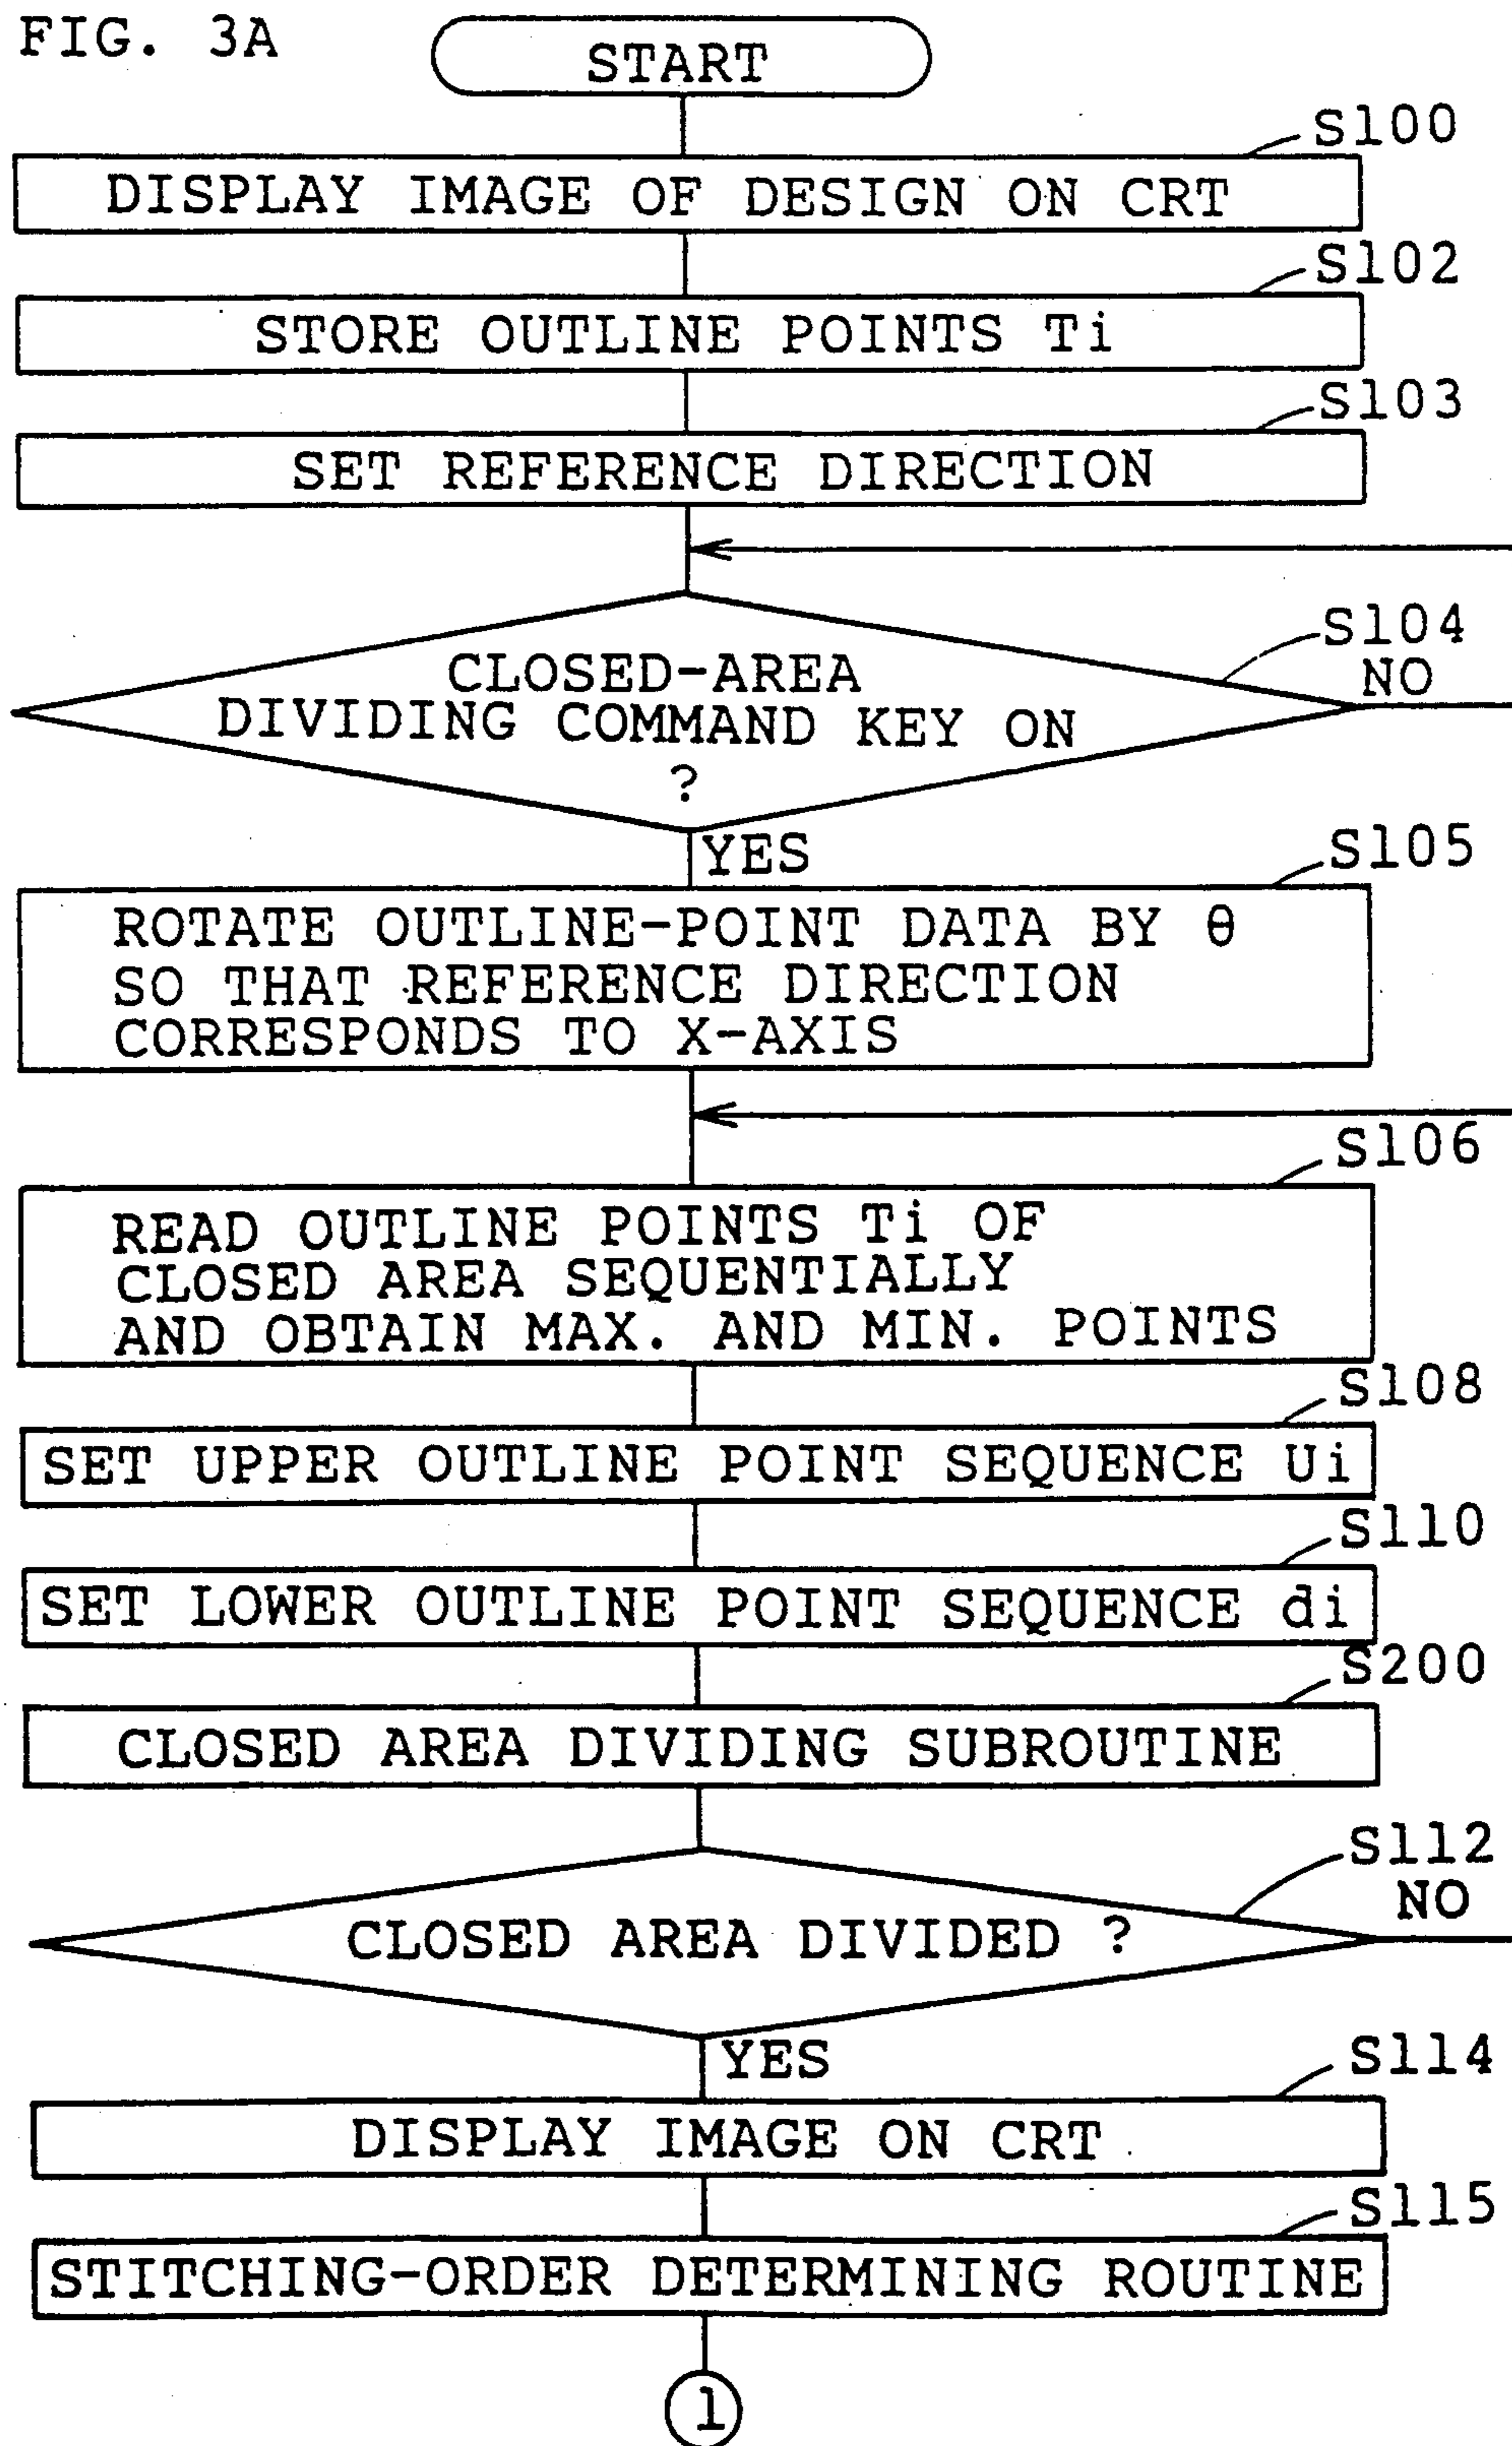 FIG. 3A
START
S100
DISPLAY IMAGE OF DESIGN ON CRT
S102
STORE OUTLINE POINTS Ti
S103
SET REFERENCE DIRECTION
S104
CLOSED-AREA
NO
DIVIDING COMMAND KEY ON
?
YES
S105
ROTATE OUTLINE-POINT DATA BY θ
SO THAT REFERENCE DIRECTION
CORRESPONDS TO X-AXIS
S106
READ OUTLINE POINTS Ti OF
CLOSED AREA SEQUENTIALLY
AND OBTAIN MAX. AND MIN. POINTS
S108
SET UPPER OUTLINE POINT SEQUENCE Ui
S110
SET LOWER OUTLINE POINT SEQUENCE di
S200
CLOSED AREA DIVIDING SUBROUTINE
S112
NO
CLOSED AREA DIVIDED ?
YES
S114
DISPLAY IMAGE ON CRT
S115
STITCHING-ORDER DETERMINING ROUTINE
1